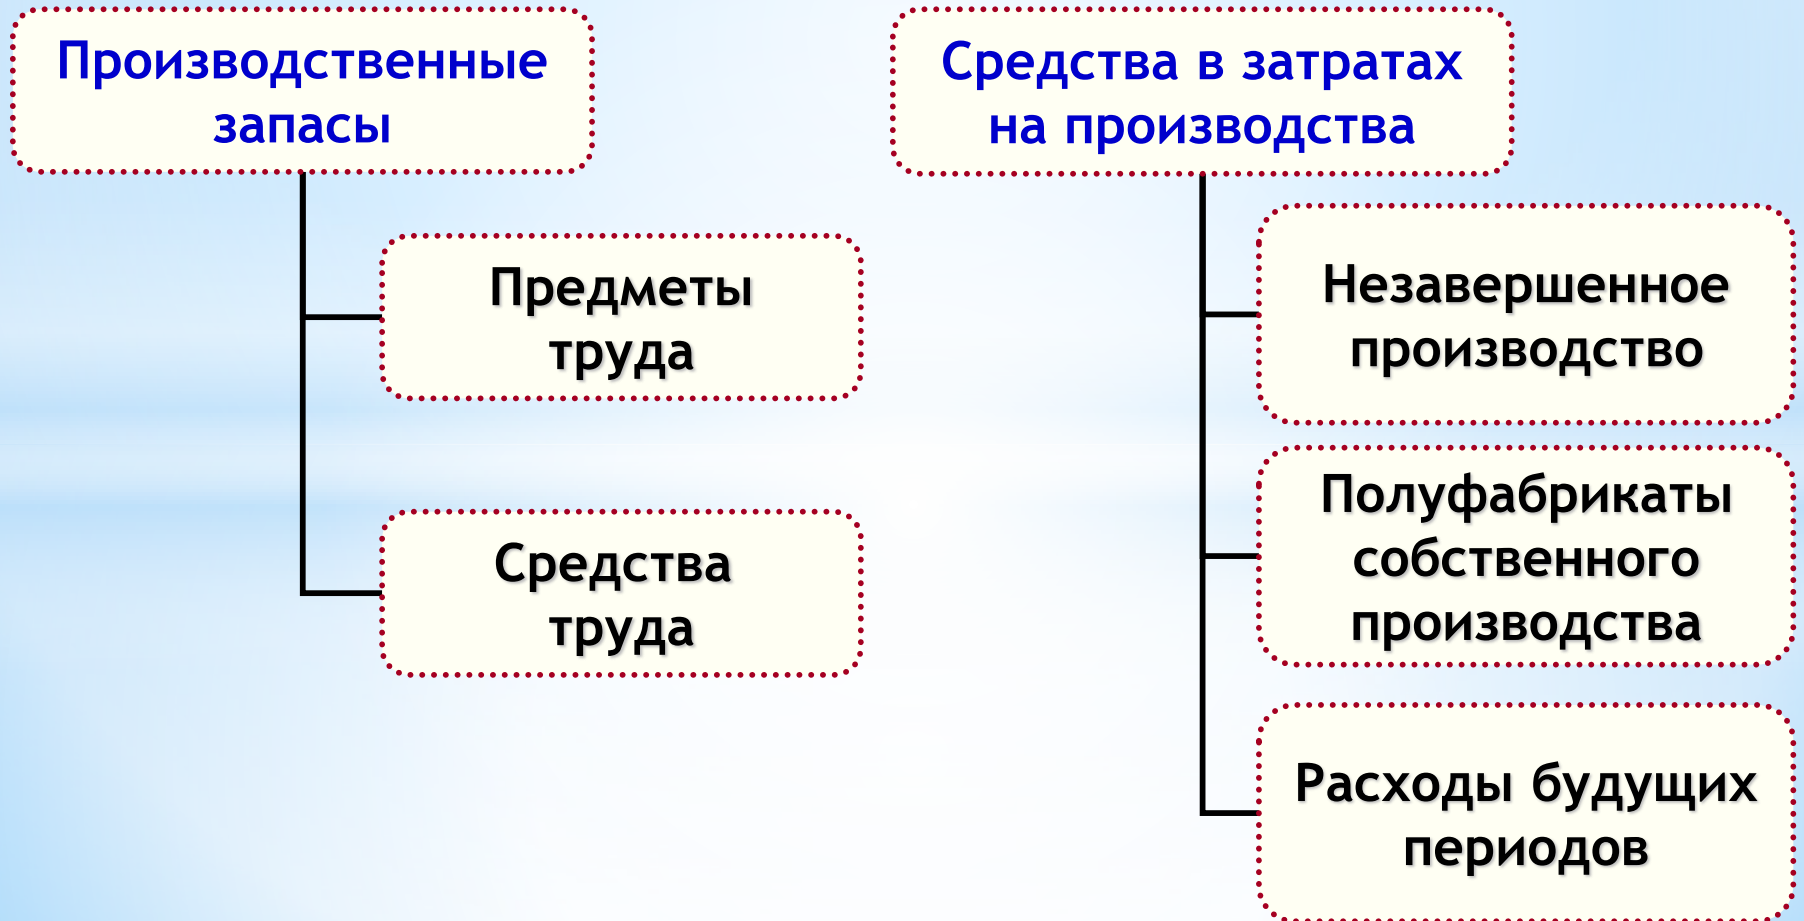 Производственные
запасы
Предметы
труда
Средства
труда
Средства в затратах
на производства
Незавершенное
производство
Полуфабрикаты
собственного
производства
Расходы будущих
периодов